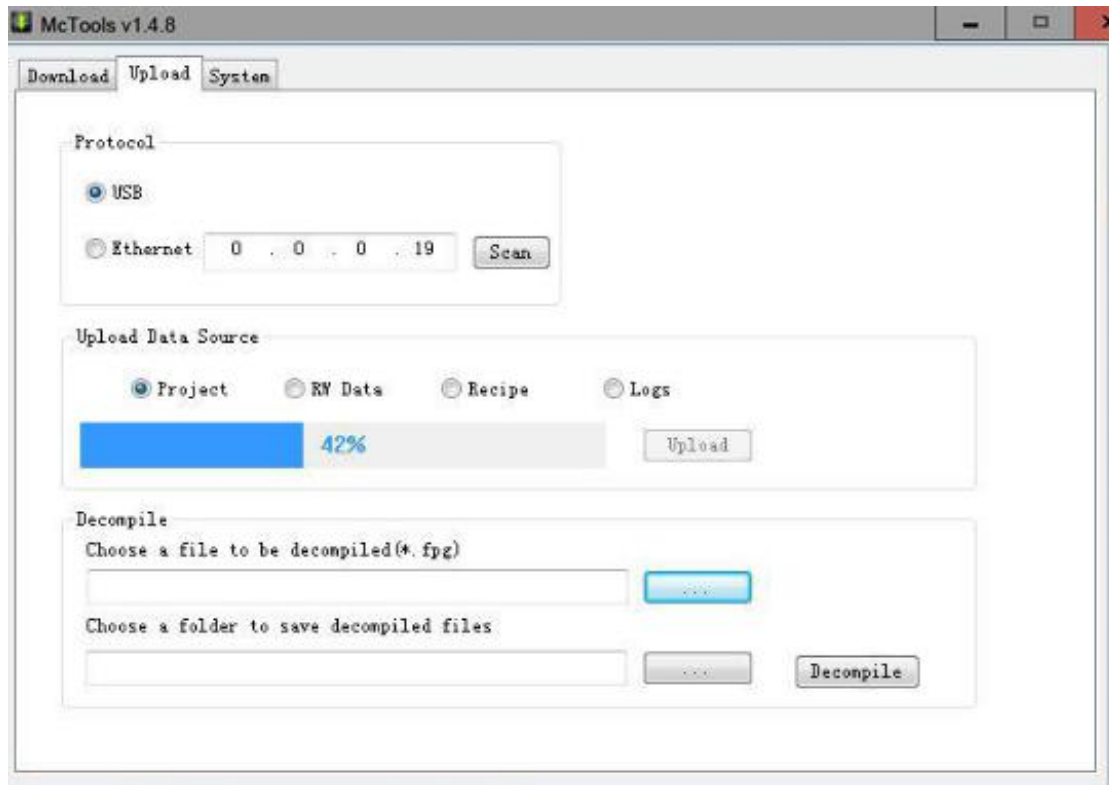 McTools v1.4.8
Download Upload System
Protocol
USB
Ethernet 0 . 0 . 0 . 19 Scan
Upload Data Source
Project RW Data Recipe Logs
42% Upload
Decompile
Choose a file to be decompiled(*.fpg)
...
Choose a folder to save decompiled files
... Decompile